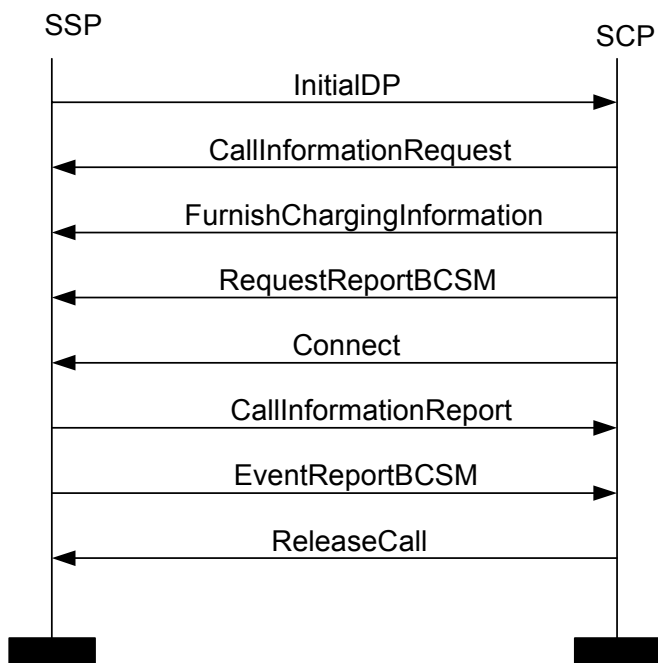 SSP
SCP
InitialDP
CallInformationRequest
FurnishChargingInformation
RequestReportBCSM
Connect
CallInformationReport
EventReportBCSM
ReleaseCall